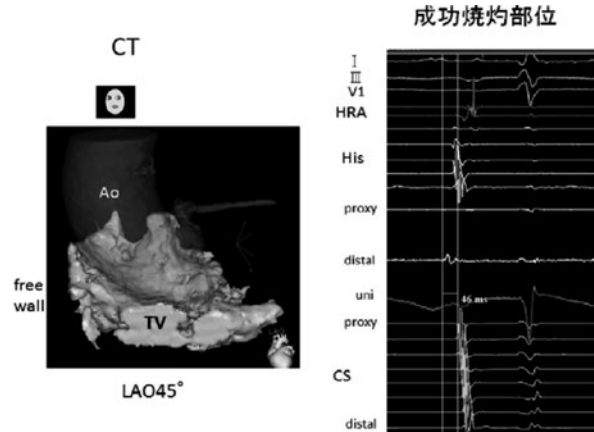 CT
Ao
free
wall
TV
LAO45°
成功焼灼部位
I
III
V1
HRA
His
proxy
distal
uni
46 ms
proxy
CS
distal